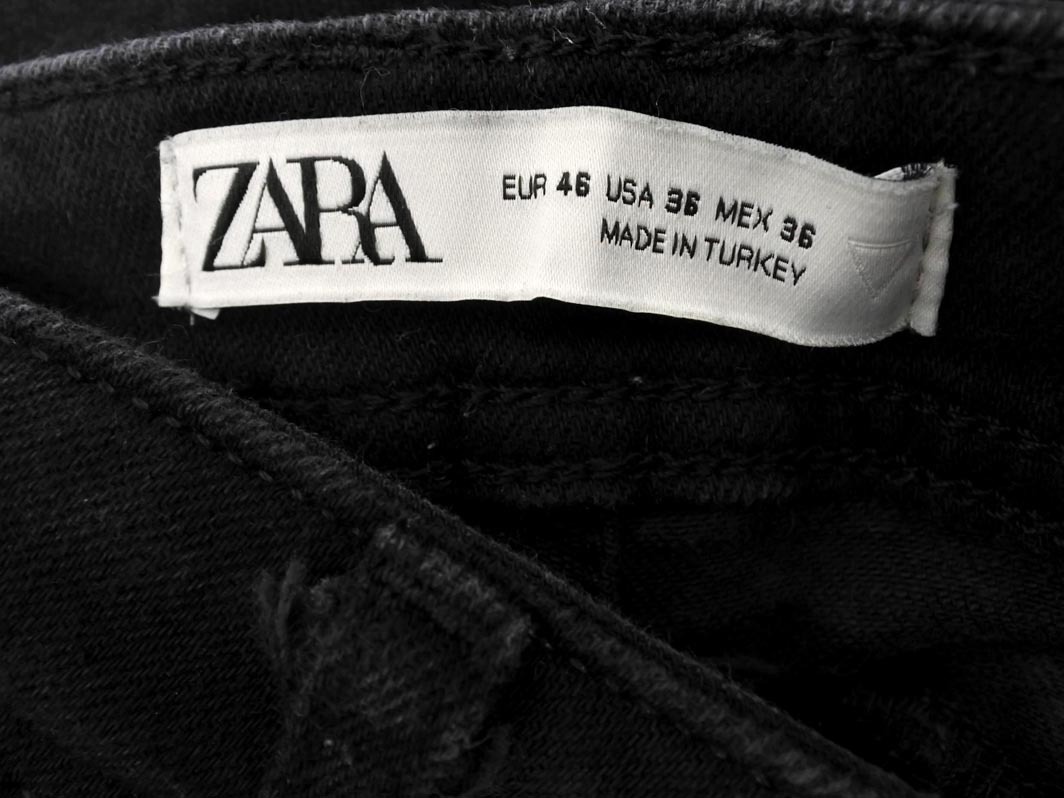 ZARA
EUR 46 USA 36 MEX 36
MADE IN TURKEY